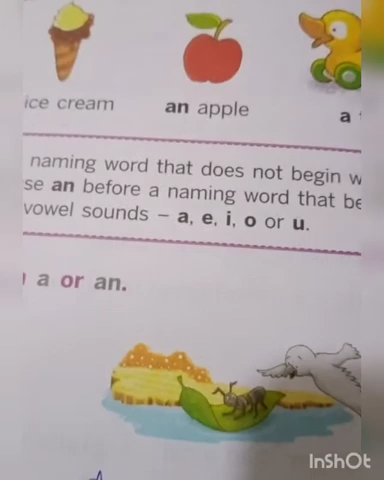 ice cream
an apple
a
naming word that does not begin
se an before a naming word that be
vowel sounds – a, e, i, o or u.
a or an.
InShOt